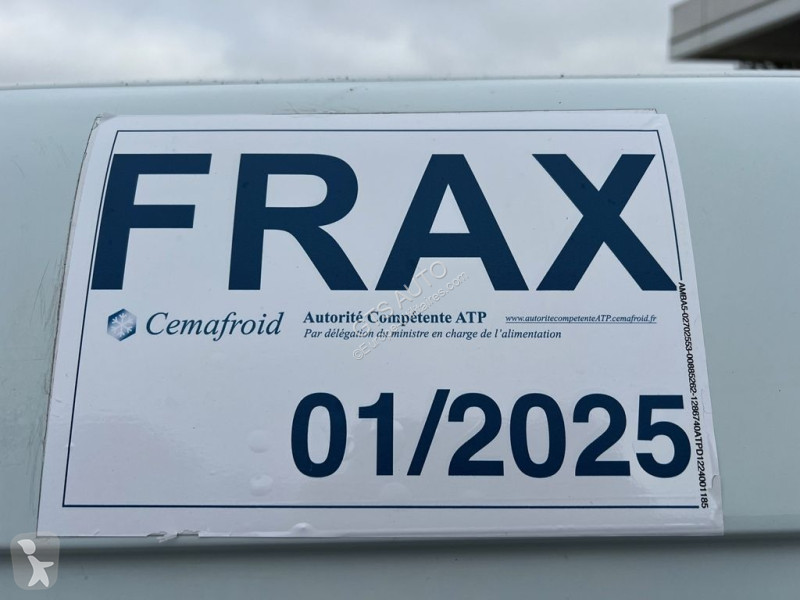 FRAX
Cemafroid
Autorité Compétente ATP www.autoritecompetenteATP.cemafroid.fr
Par délégation du ministre en charge de l'alimentation
01/2025